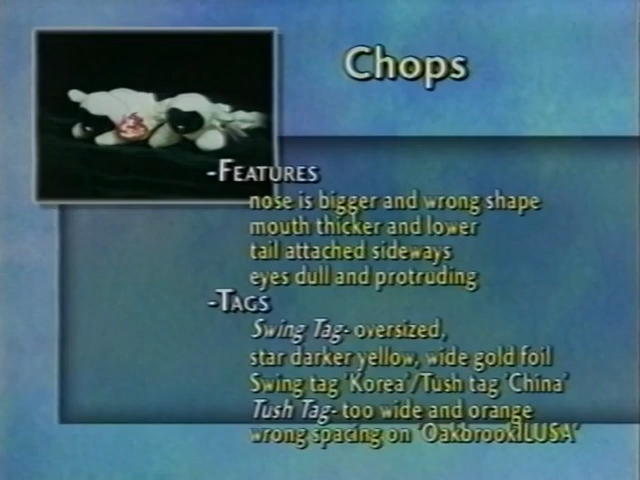 Chops
-Features
nose is bigger and wrong shape
mouth thicker and lower
tail attached sideways
eyes dull and protruding
-Tags
Swing Tag- oversized,
star darker yellow, wide gold foil
Swing tag 'Korea'/Tush tag 'China'
Tush Tag- too wide and orange
wrong spacing on 'OakbrookILUSA'